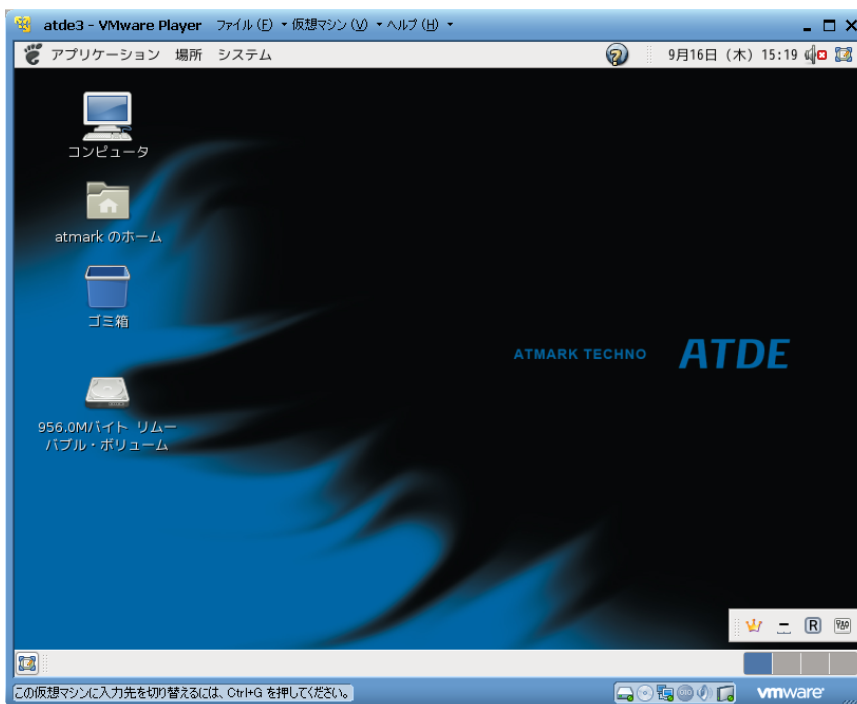 atde3 - VMware Player ファイル(F) 仮想マシン(V) ヘルプ(H)
アプリケーション 場所 システム 9月16日 (木) 15:19
コンピュータ
atmark のホーム
ゴミ箱
ATMARK TECHNO ATDE
956.0Mバイト リムー
バブル・ボリューム
R
この仮想マシンに入力先を切り替えるには、Ctrl+G を押してください。 vmware